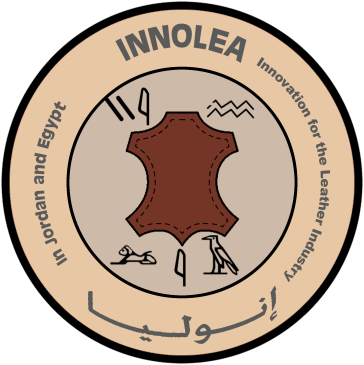 INNOLEA
Innovation for the Leather Industry
in Jordan and Egypt
إنوليا